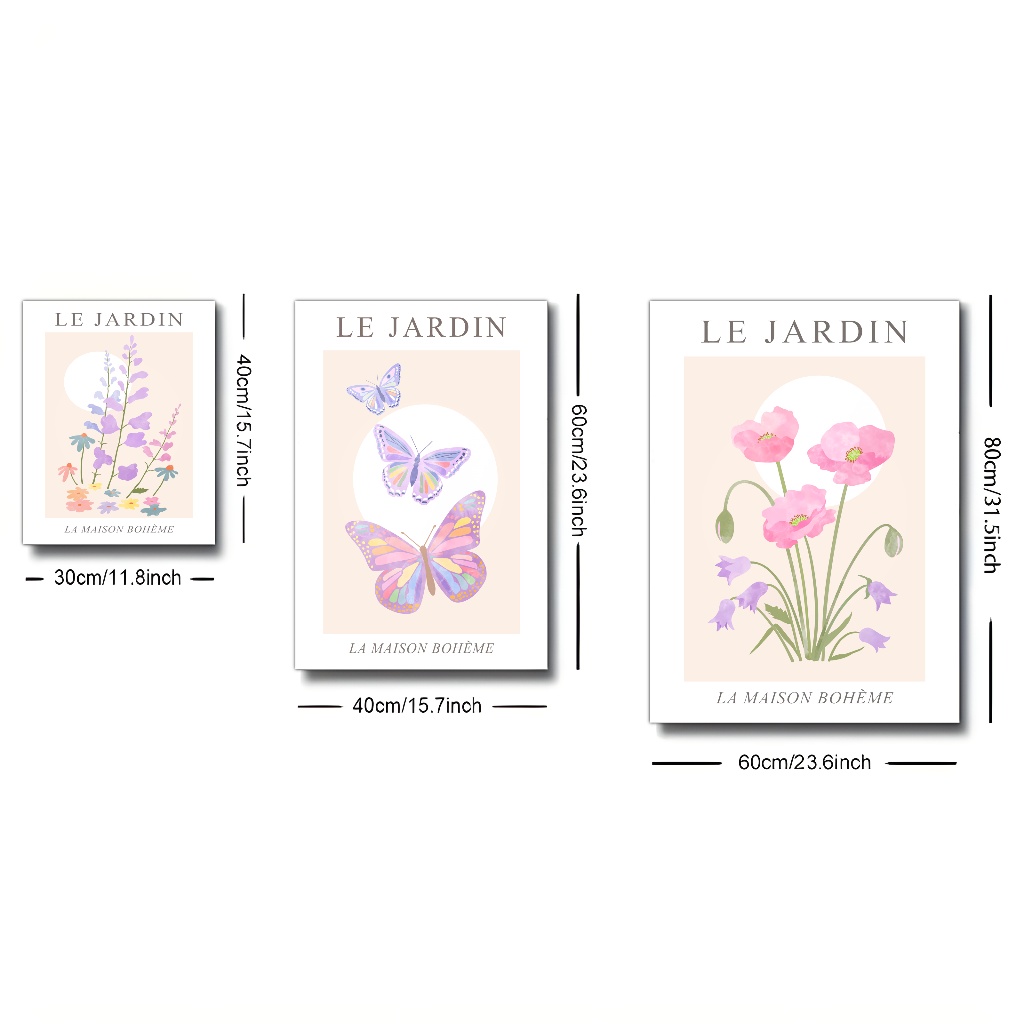 LE JARDIN
LA MAISON BOHÈME
40cm/15.7inch
30cm/11.8inch
LE JARDIN
LA MAISON BOHÈME
60cm/23.6inch
40cm/15.7inch
LE JARDIN
LA MAISON BOHÈME
80cm/31.5inch
60cm/23.6inch